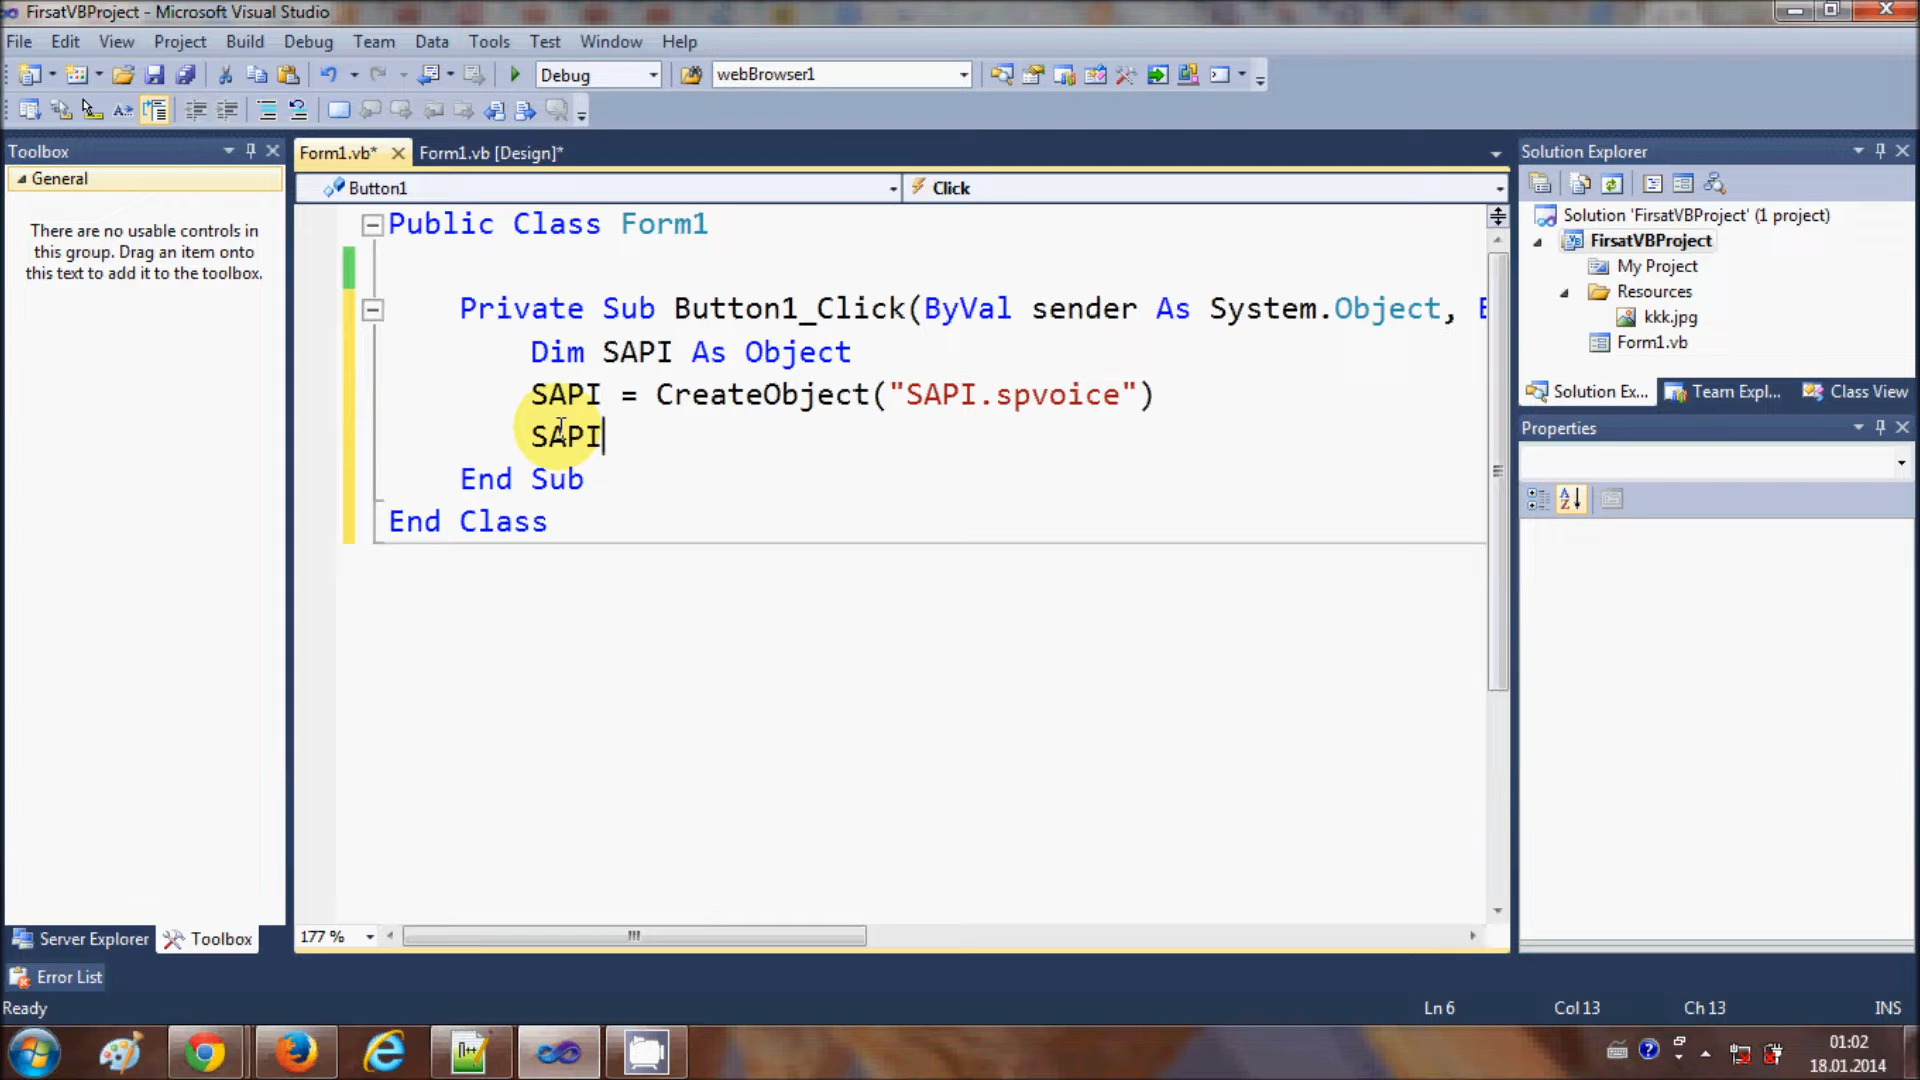 FirsatVBProject - Microsoft Visual Studio
File Edit View Project Build Debug Team Data Tools Test Window Help
Debug webBrowser1
Toolbox
General
There are no usable controls in
this group. Drag an item onto
this text to add it to the toolbox.
Server Explorer Toolbox
Form1.vb* Form1.vb [Design]*
Button1 Click
Public Class Form1
Private Sub Button1_Click(ByVal sender As System.Object,
Dim SAPI As Object
SAPI = CreateObject("SAPI.spvoice")
SAPI
End Sub
End Class
177 %
Solution Explorer
Solution 'FirsatVBProject' (1 project)
FirsatVBProject
My Project
Resources
kkk.jpg
Form1.vb
Solution Ex... Team Expl... Class View
Properties
Error List
Ready Ln 6 Col 13 Ch 13 INS
01:02
18.01.2014